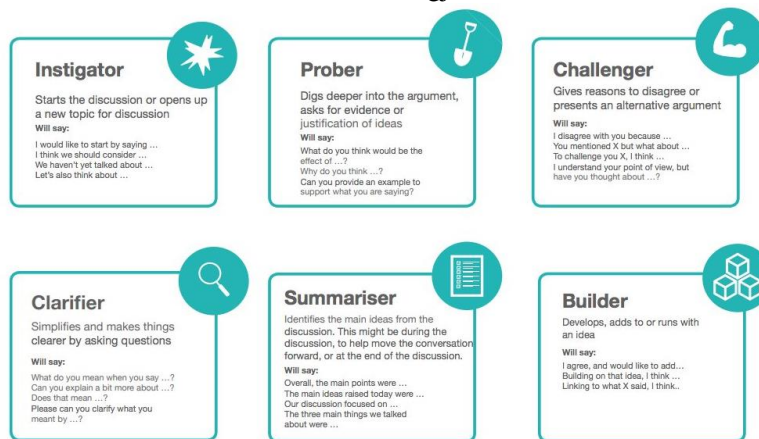 Instigator
Starts the discussion or opens up
a new topic for discussion
Will say:
I would like to start by saying …
I think we should consider …
We haven't yet talked about …
Let's also think about …
Prober
Digs deeper into the argument,
asks for evidence or
justification of ideas
Will say:
What do you think would be the
effect of …?
Why do you think …?
Can you provide an example to
support what you are saying?
Challenger
Gives reasons to disagree or
presents an alternative argument
Will say:
I disagree with you because …
You mentioned X but what about …
To challenge you X, I think …
I understand your point of view, but
have you thought about …?
Clarifier
Simplifies and makes things
clearer by asking questions
Will say:
What do you mean when you say …?
Can you explain a bit more about …?
Does that mean …?
Please can you clarify what you
meant by …?
Summariser
Identifies the main ideas from the
discussion. This might be during the
discussion, to help move the conversation
forward, or at the end of the discussion.
Will say:
Overall, the main points were …
The main ideas raised today were …
Our discussion focused on …
The three main things we talked
about were …
Builder
Develops, adds to or runs with
an idea
Will say:
I agree, and would like to add…
Building on that idea, I think …
Linking to what X said, I think..